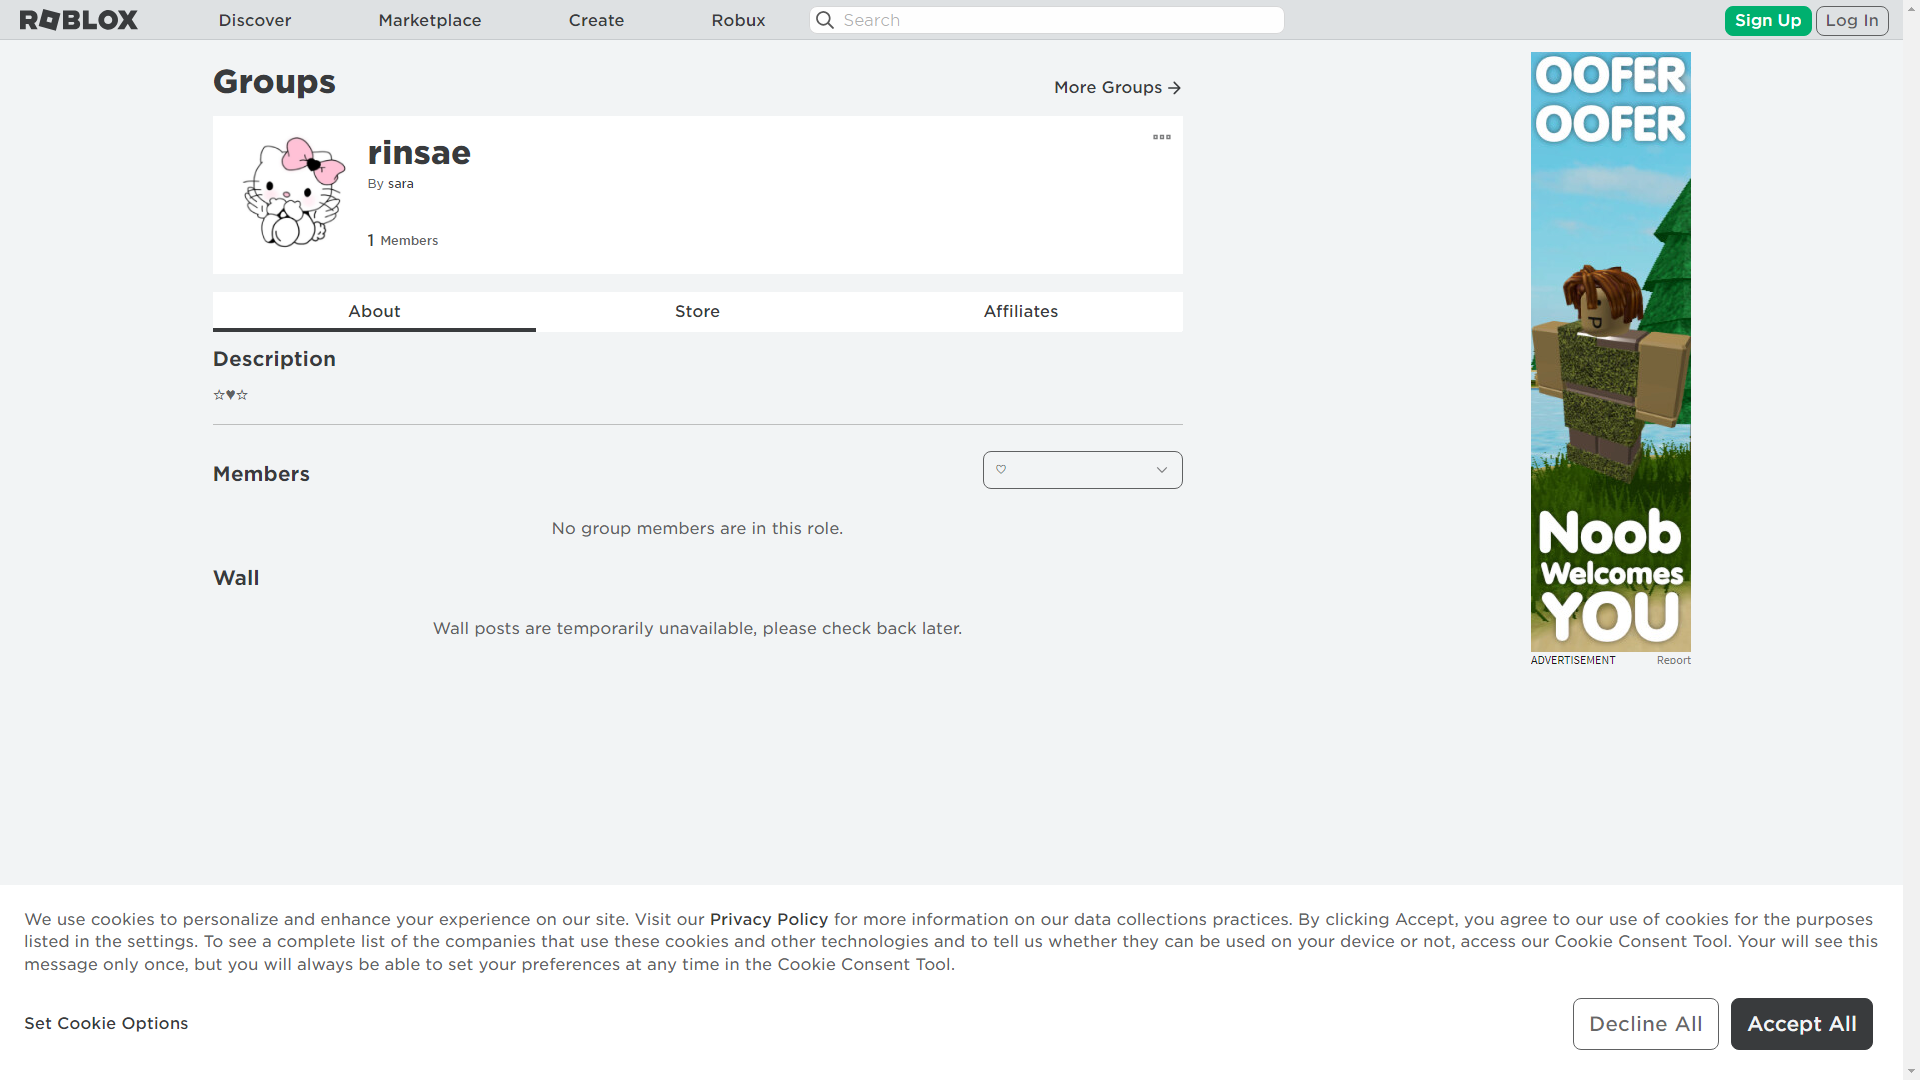 ROBLOX
Discover
Marketplace
Create
Robux
Search
Sign Up
Log In
Groups
More Groups →
rinsae
By sara
1 Members
About
Store
Affiliates
Description
☆♥☆
Members
♡
No group members are in this role.
Wall
Wall posts are temporarily unavailable, please check back later.
OOFER
OOFER
Noob
Welcomes
YOU
ADVERTISEMENT
Report
We use cookies to personalize and enhance your experience on our site. Visit our Privacy Policy for more information on our data collections practices. By clicking Accept, you agree to our use of cookies for the purposes
listed in the settings. To see a complete list of the companies that use these cookies and other technologies and to tell us whether they can be used on your device or not, access our Cookie Consent Tool. Your will see this
message only once, but you will always be able to set your preferences at any time in the Cookie Consent Tool.
Set Cookie Options
Decline All
Accept All